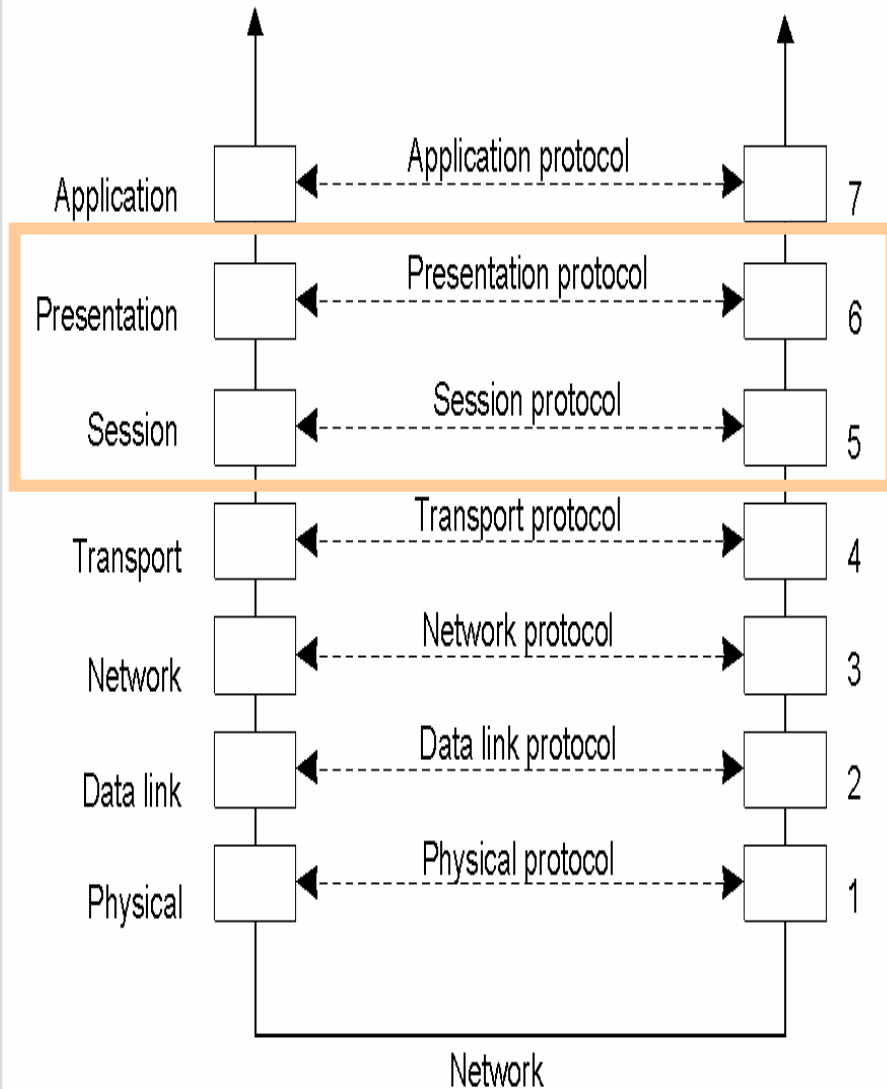 Application protocol
Application
7
Presentation protocol
Presentation
6
Session protocol
Session
5
Transport protocol
Transport
4
Network protocol
Network
3
Data link protocol
Data link
2
Physical protocol
Physical
1
Network